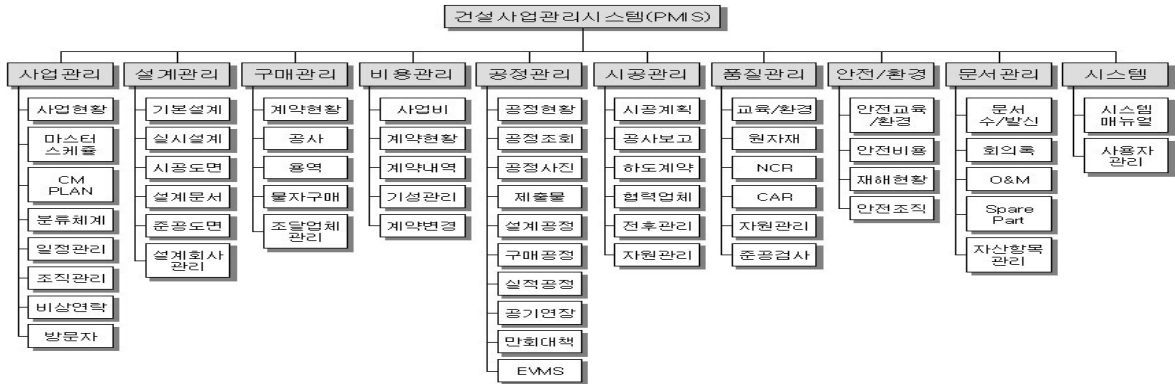 건설사업관리시스템(PMIS)
사업관리
사업현황
마스터
스케쥴
CM
PLAN
분류체계
일정관리
조직관리
비상연락
방문자
설계관리
기본설계
실시설계
시공도면
설계문서
준공도면
설계회사
관리
구매관리
계약현황
공사
용역
물자구매
조달업체
관리
비용관리
사업비
계약현황
계약내역
기성관리
계약변경
공정관리
공정현황
공정조회
공정사진
제출물
설계공정
구매공정
실적공정
공기연장
만회대책
EVMS
시공관리
시공계획
공사보고
하도계약
협력업체
전후관리
자원관리
품질관리
교육/환경
원자재
NCR
CAR
자원관리
준공검사
안전/환경
안전교육
/환경
안전비용
재해현황
안전조직
문서관리
문서
수/발신
회의록
O&M
Spare
Part
자산항목
관리
시스템
시스템
매뉴얼
사용자
관리